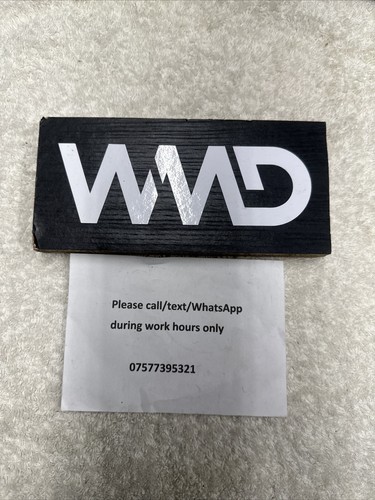 WMD
Please call/text/WhatsApp
during work hours only
07577395321